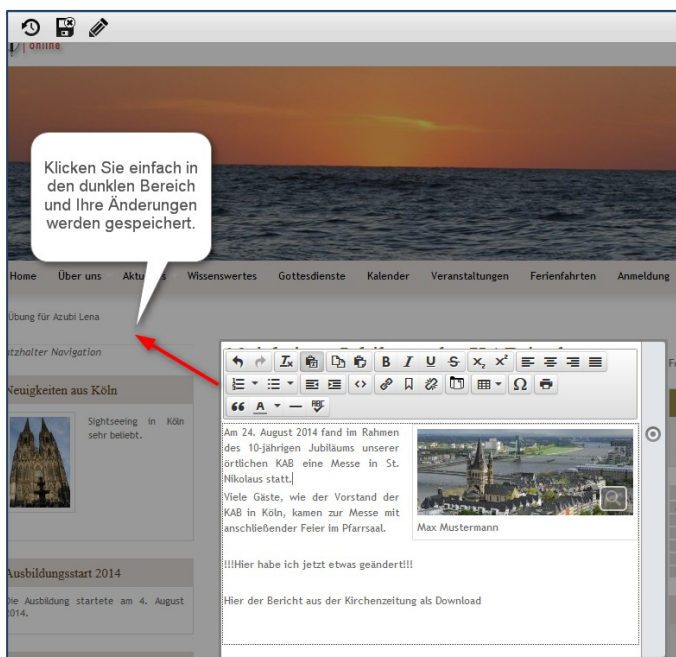 online
Klicken Sie einfach in
den dunklen Bereich
und Ihre Änderungen
werden gespeichert.
Home Über uns Wissenswertes Gottesdienste Kalender Veranstaltungen Ferienfahrten Anmeldung
Übung für Azubi Lena
Navigation
Neuigkeiten aus Köln
Sightseeing in Köln
sehr beliebt.
Am 24. August 2014 fand im Rahmen
des 10-jährigen Jubiläums unserer
örtlichen KAB eine Messe in St.
Nikolaus statt.
Viele Gäste, wie der Vorstand der
KAB in Köln, kamen zur Messe mit
anschließender Feier im Pfarrsaal.
Max Mustermann
!!!Hier habe ich jetzt etwas geändert!!!
Hier der Bericht aus der Kirchenzeitung als Download
Ausbildungsstart 2014
Die Ausbildung startete am 4. August
2014.